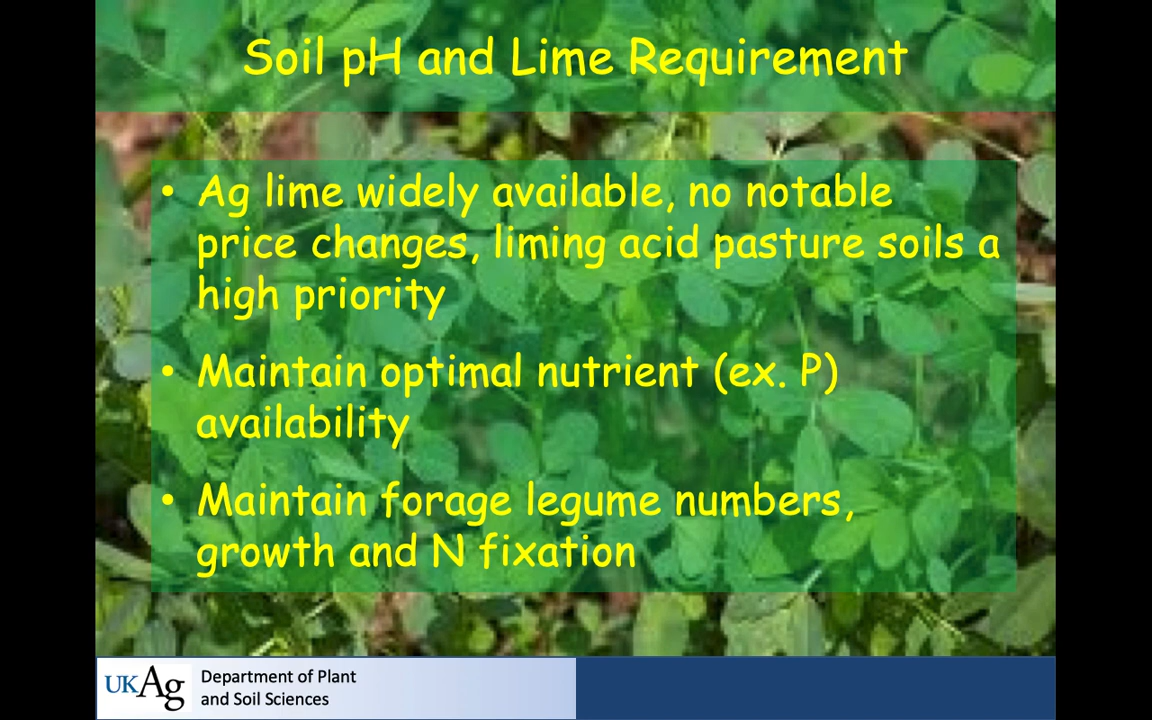 Soil pH and Lime Requirement
• Ag lime widely available, no notable
price changes, liming acid pasture soils a
high priority
• Maintain optimal nutrient (ex. P)
availability
• Maintain forage legume numbers,
growth and N fixation
UKAg
Department of Plant
and Soil Sciences